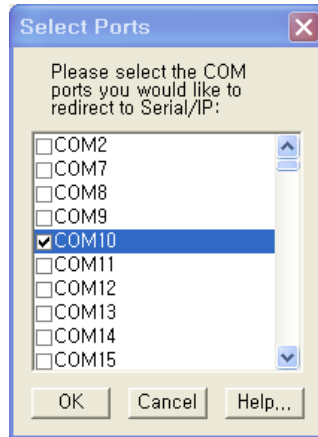 Select Ports
Please select the COM
ports you would like to
redirect to Serial/IP:
COM2
COM7
COM8
COM9
COM10
COM11
COM12
COM13
COM14
COM15
OK Cancel Help...